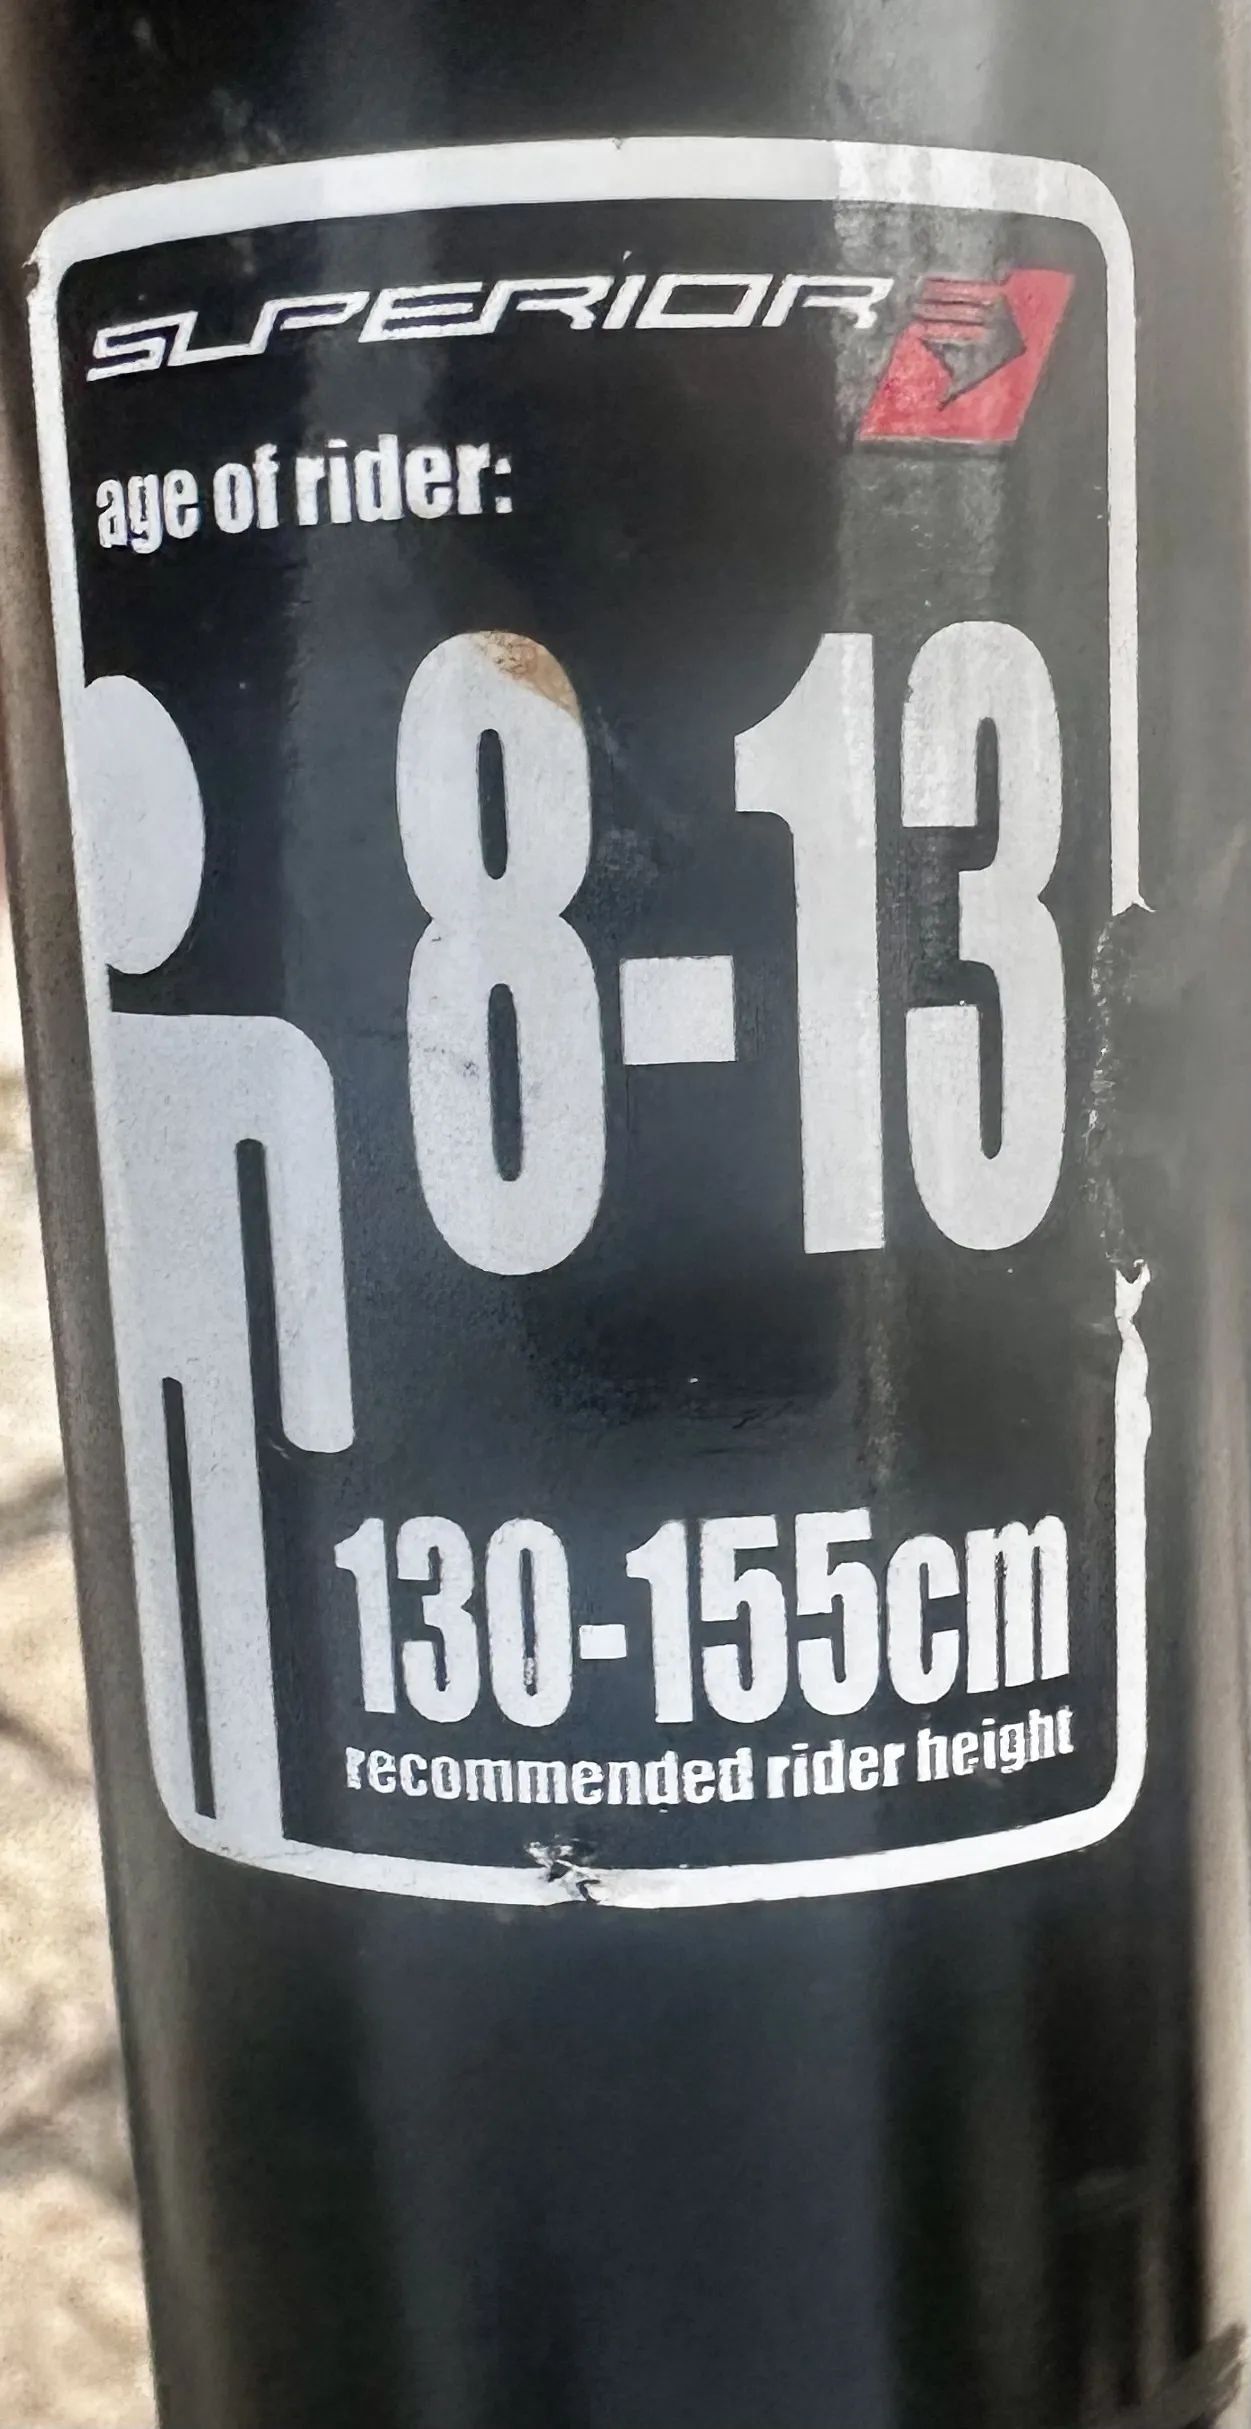 SUPERIOR
age of rider:
8-13
130-155cm
recommended rider height